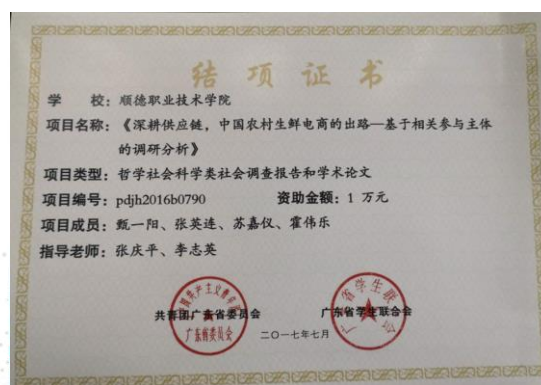 结项证书
学 校：顺德职业技术学院
项目名称：《深耕供应链，中国农村生鲜电商的出路—基于相关参与主体
的调研分析》
项目类型：哲学社会科学类社会调查报告和学术论文
项目编号：pdjh2016b0790 资助金额：1 万元
项目成员：甄一阳、张英连、苏嘉仪、霍伟乐
指导老师：张庆平、李志英
共青团广东省委员会 广东省学生联合会
广东省委员会
二〇一七年七月